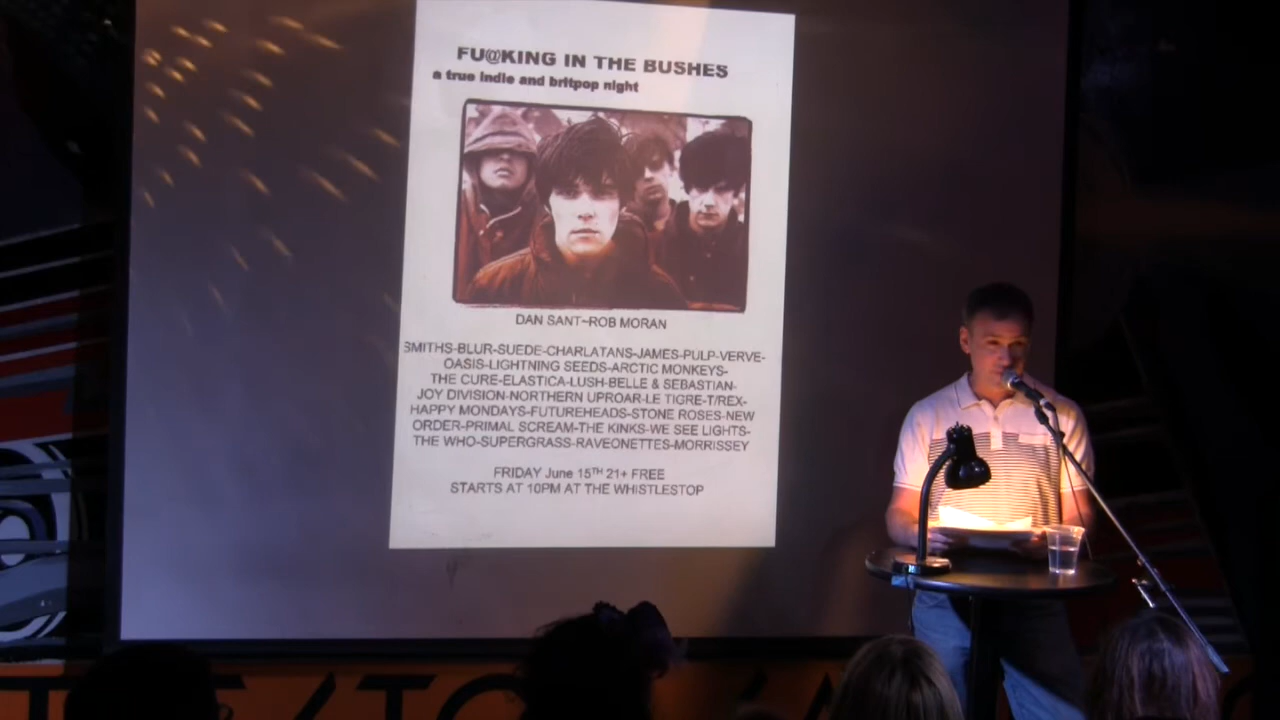 FU@KING IN THE BUSHES
a true indie and britpop night
DAN SANT~ROB MORAN
SMITHS-BLUR-SUEDE-CHARLATANS-JAMES-PULP-VERVE-
OASIS-LIGHTNING SEEDS-ARCTIC MONKEYS-
THE CURE-ELASTICA-LUSH-BELLE & SEBASTIAN-
JOY DIVISION-NORTHERN UPROAR-LE TIGRE-T/REX-
HAPPY MONDAYS-FUTUREHEADS-STONE ROSES-NEW
ORDER-PRIMAL SCREAM-THE KINKS-WE SEE LIGHTS-
THE WHO-SUPERGRASS-RAVEONETTES-MORRISSEY
FRIDAY June 15TH 21+ FREE
STARTS AT 10PM AT THE WHISTLESTOP